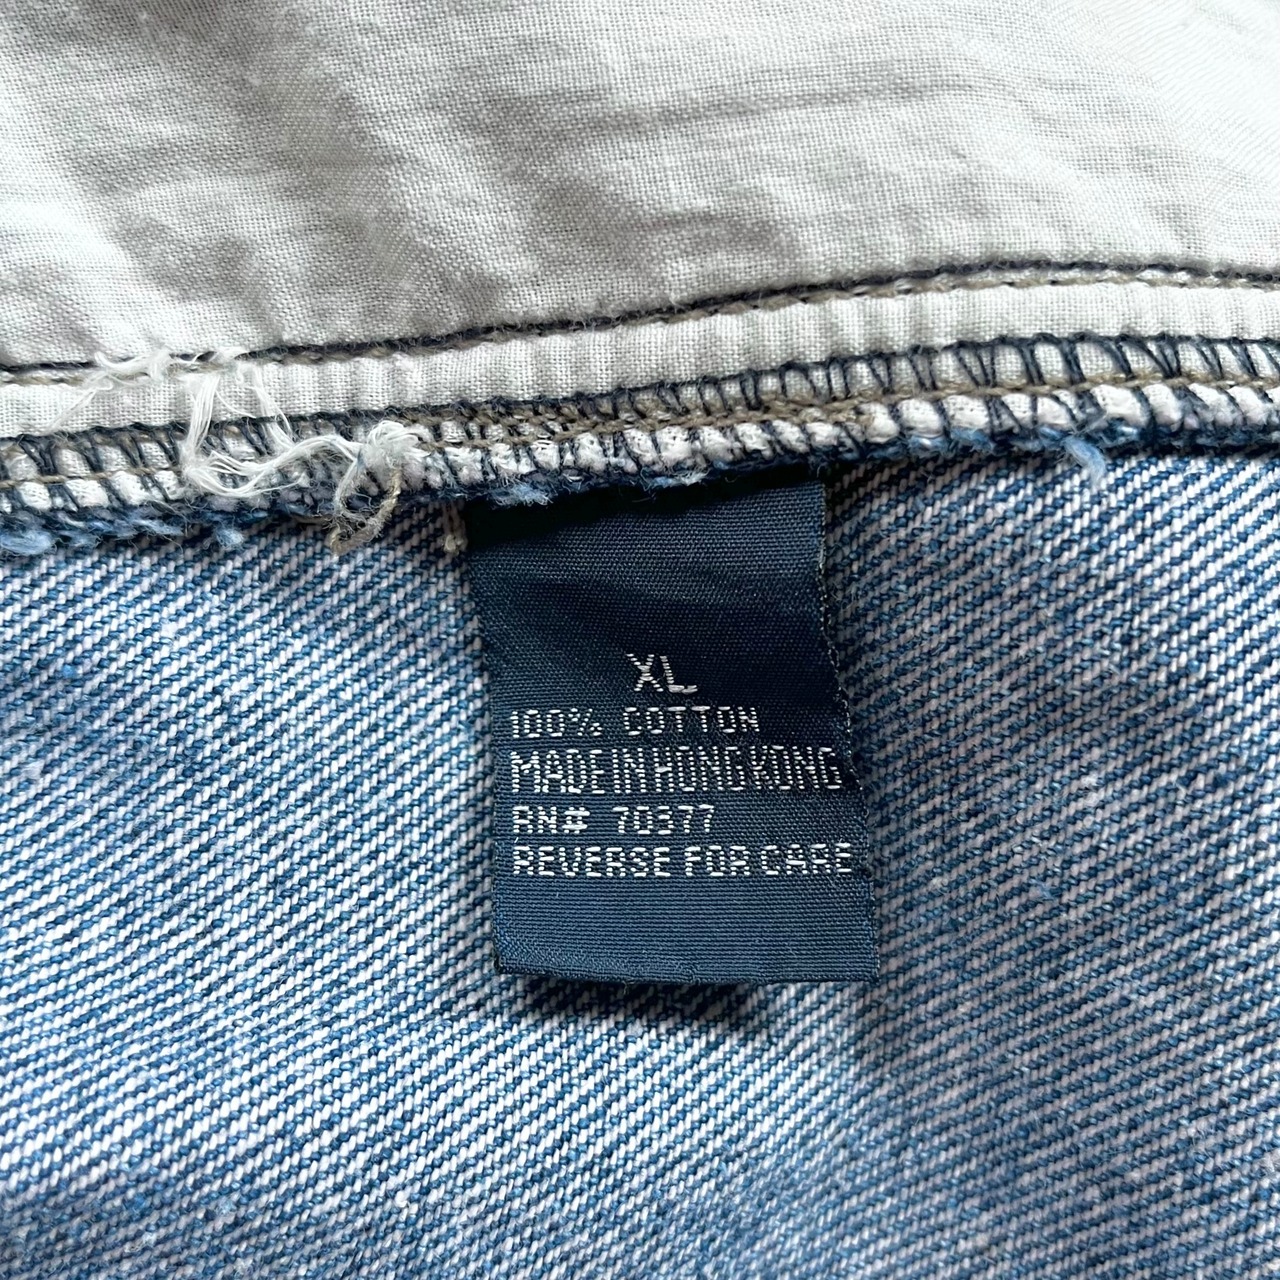 XL
100% COTTON
MADE IN HONG KONG
RN# 70377
REVERSE FOR CARE